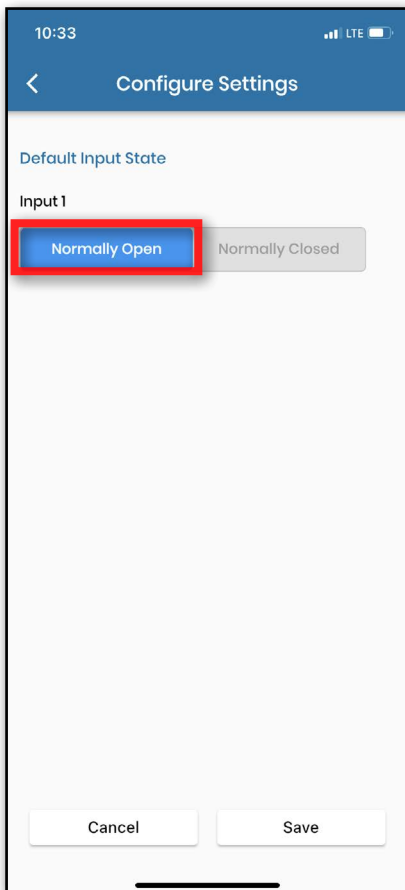 10:33 LTE
Configure Settings
Default Input State
Input 1
Normally Open Normally Closed
Cancel Save